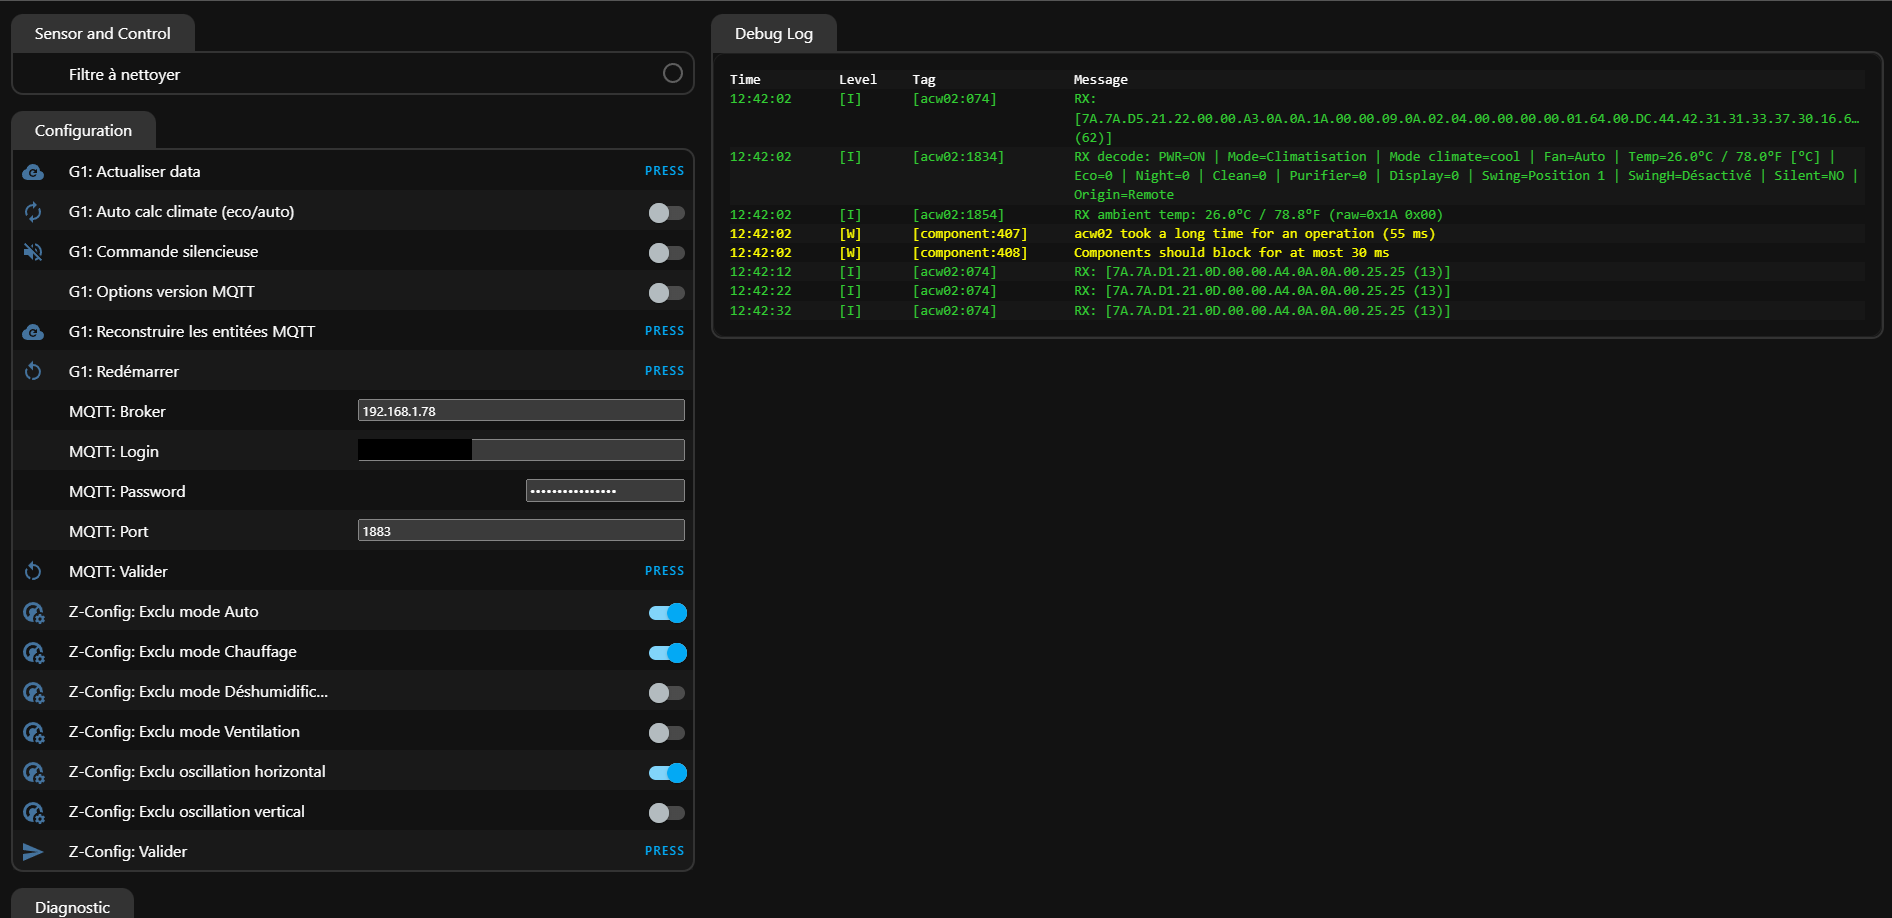 Sensor and Control
Filtre à nettoyer
Configuration
G1: Actualiser data PRESS
G1: Auto calc climate (eco/auto)
G1: Commande silencieuse
G1: Options version MQTT
G1: Reconstruire les entitées MQTT PRESS
G1: Redémarrer PRESS
MQTT: Broker 192.168.1.78
MQTT: Login
MQTT: Password ••••••••••••••••
MQTT: Port 1883
MQTT: Valider PRESS
Z-Config: Exclu mode Auto
Z-Config: Exclu mode Chauffage
Z-Config: Exclu mode Déshumidific...
Z-Config: Exclu mode Ventilation
Z-Config: Exclu oscillation horizontal
Z-Config: Exclu oscillation vertical
Z-Config: Valider PRESS
Diagnostic
Debug Log
Time Level Tag Message
12:42:02 [I] [acw02:074] RX:
[7A.7A.D5.21.22.00.00.A3.0A.0A.1A.00.00.09.0A.02.04.00.00.00.00.01.64.00.DC.44.42.31.31.33.37.30.16.6…
(62)]
12:42:02 [I] [acw02:1834] RX decode: PWR=ON | Mode=Climatisation | Mode climate=cool | Fan=Auto | Temp=26.0°C / 78.0°F [°C] |
Eco=0 | Night=0 | Clean=0 | Purifier=0 | Display=0 | Swing=Position 1 | SwingH=Désactivé | Silent=NO |
Origin=Remote
12:42:02 [I] [acw02:1854] RX ambient temp: 26.0°C / 78.8°F (raw=0x1A 0x00)
12:42:02 [W] [component:407] acw02 took a long time for an operation (55 ms)
12:42:02 [W] [component:408] Components should block for at most 30 ms
12:42:12 [I] [acw02:074] RX: [7A.7A.D1.21.0D.00.00.A4.0A.0A.00.25.25 (13)]
12:42:22 [I] [acw02:074] RX: [7A.7A.D1.21.0D.00.00.A4.0A.0A.00.25.25 (13)]
12:42:32 [I] [acw02:074] RX: [7A.7A.D1.21.0D.00.00.A4.0A.0A.00.25.25 (13)]